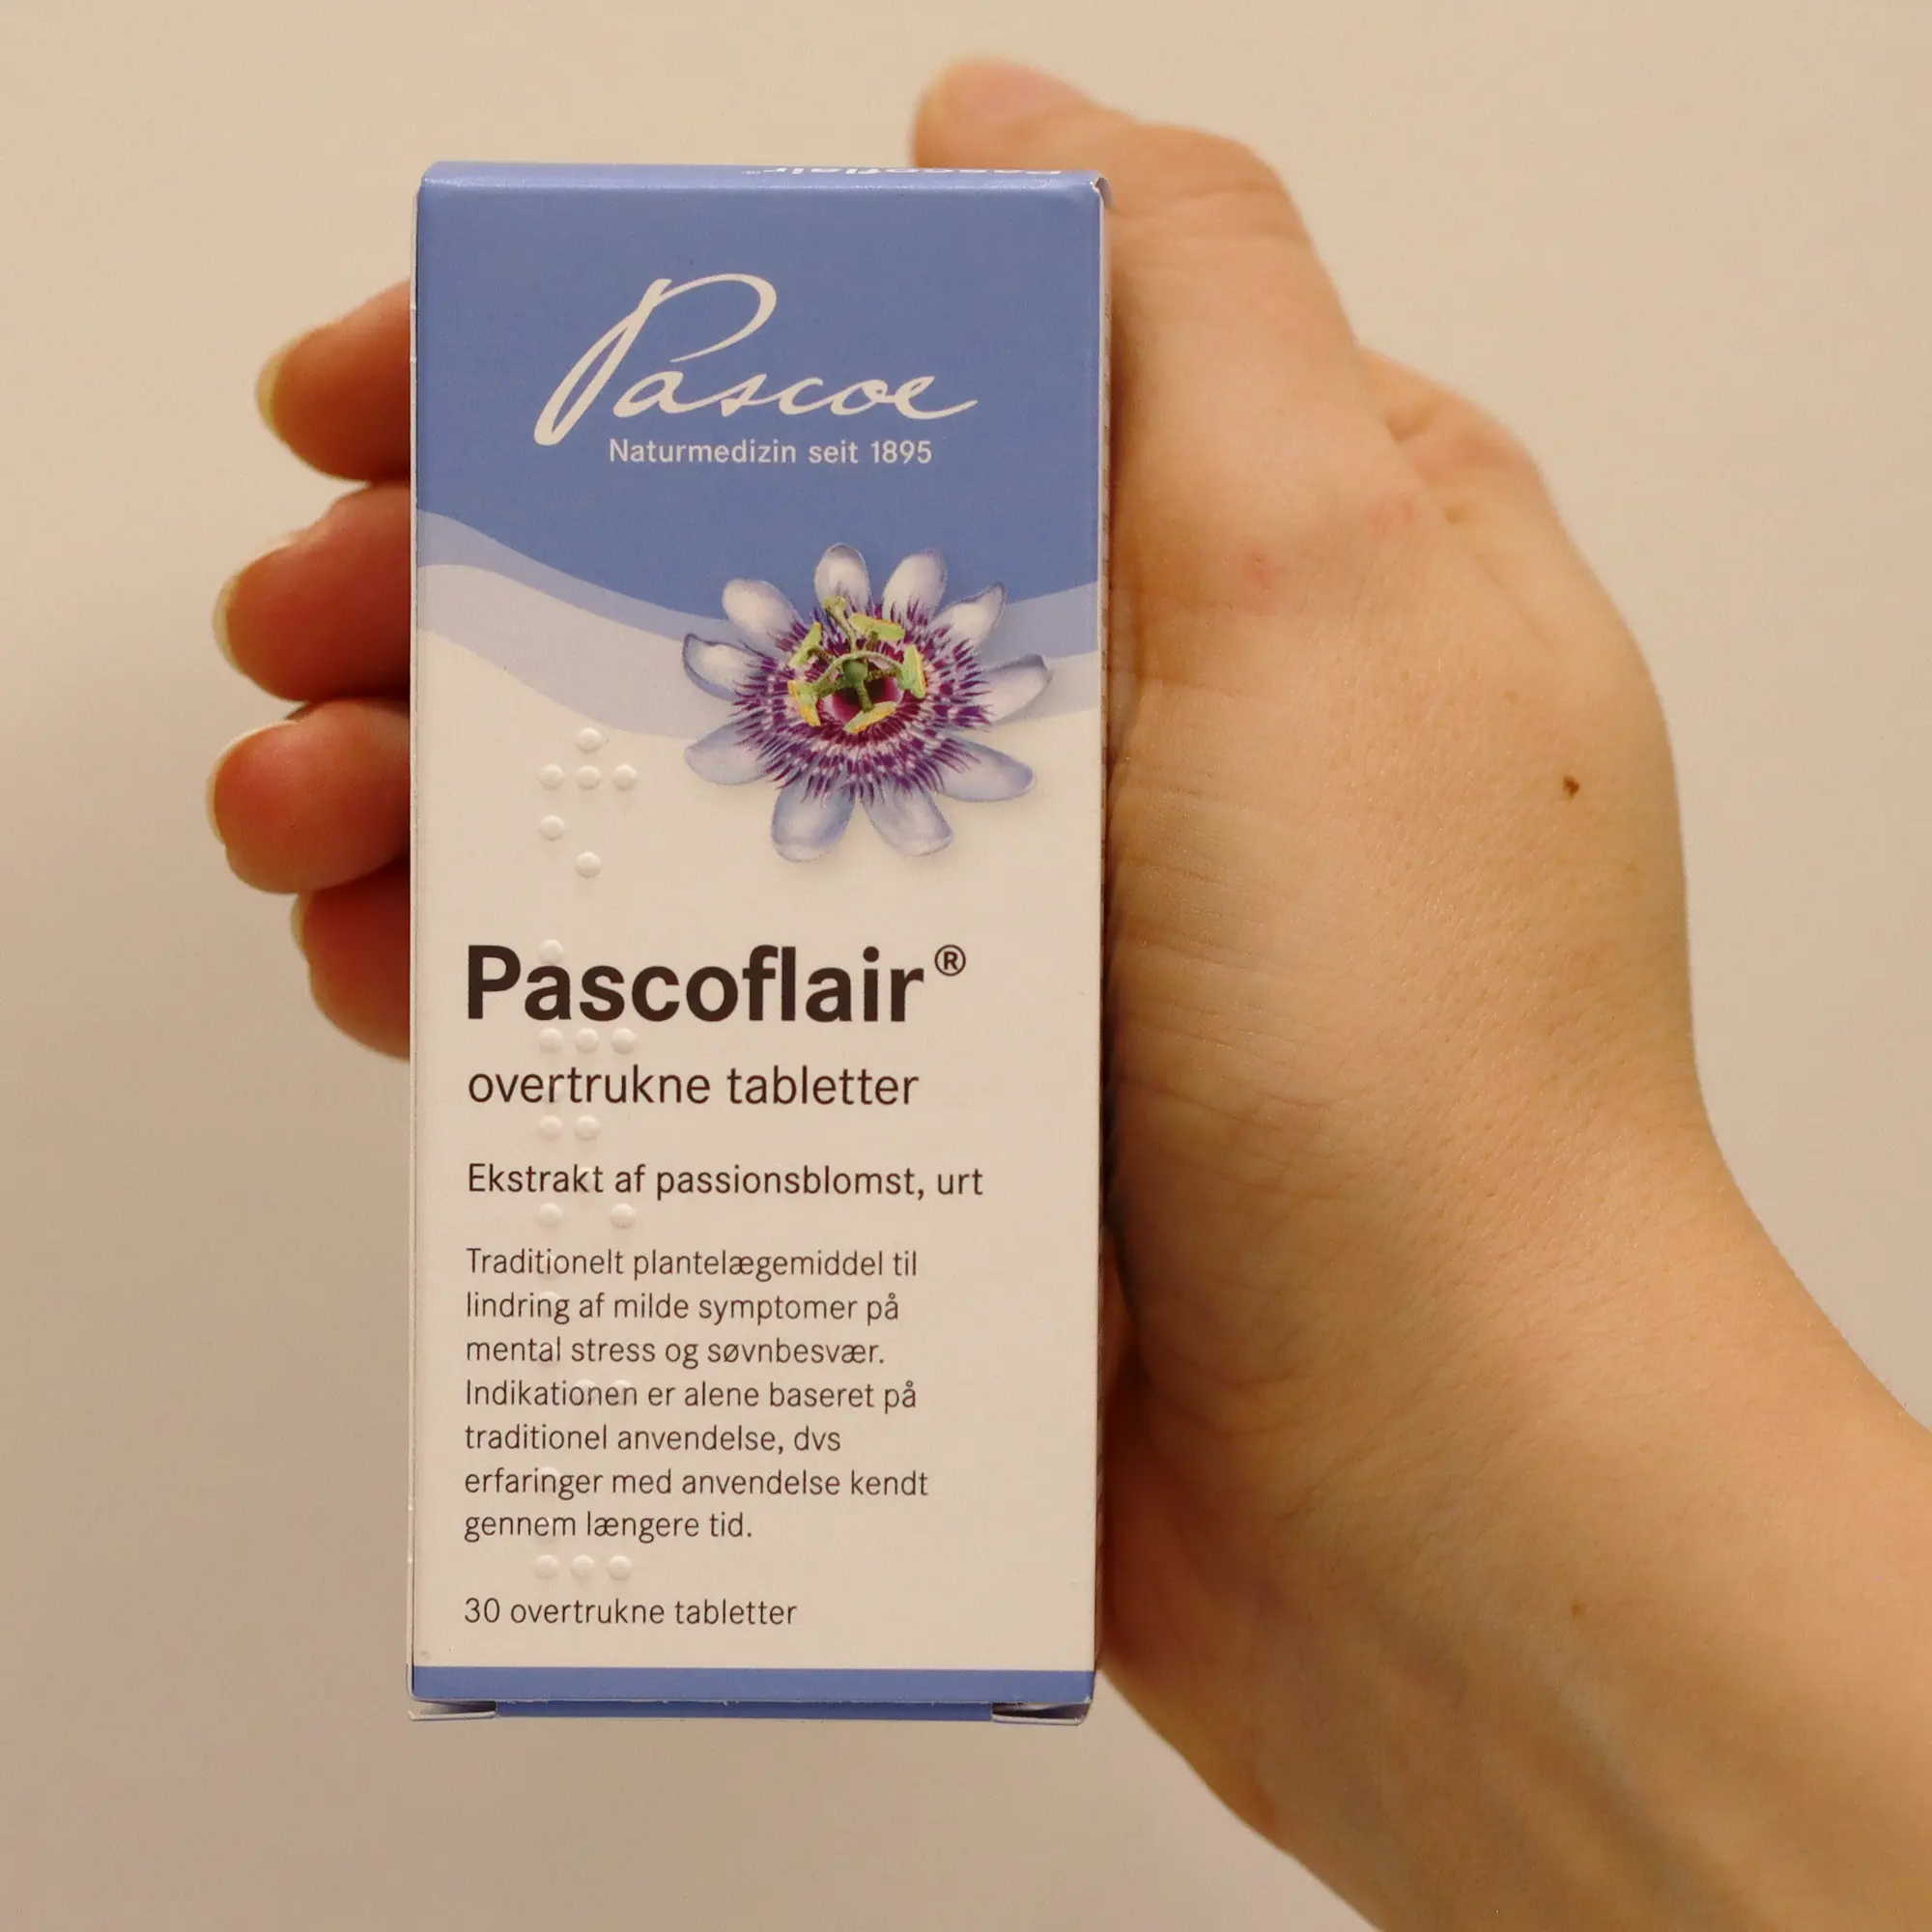 Pascoe
Naturmedizin seit 1895
Pascoflair®
overtrukne tabletter
Ekstrakt af passionsblomst, urt
Traditionelt plantelægemiddel til
lindring af milde symptomer på
mental stress og søvnbesvær.
Indikationen er alene baseret på
traditionel anvendelse, dvs
erfaringer med anvendelse kendt
gennem længere tid.
30 overtrukne tabletter